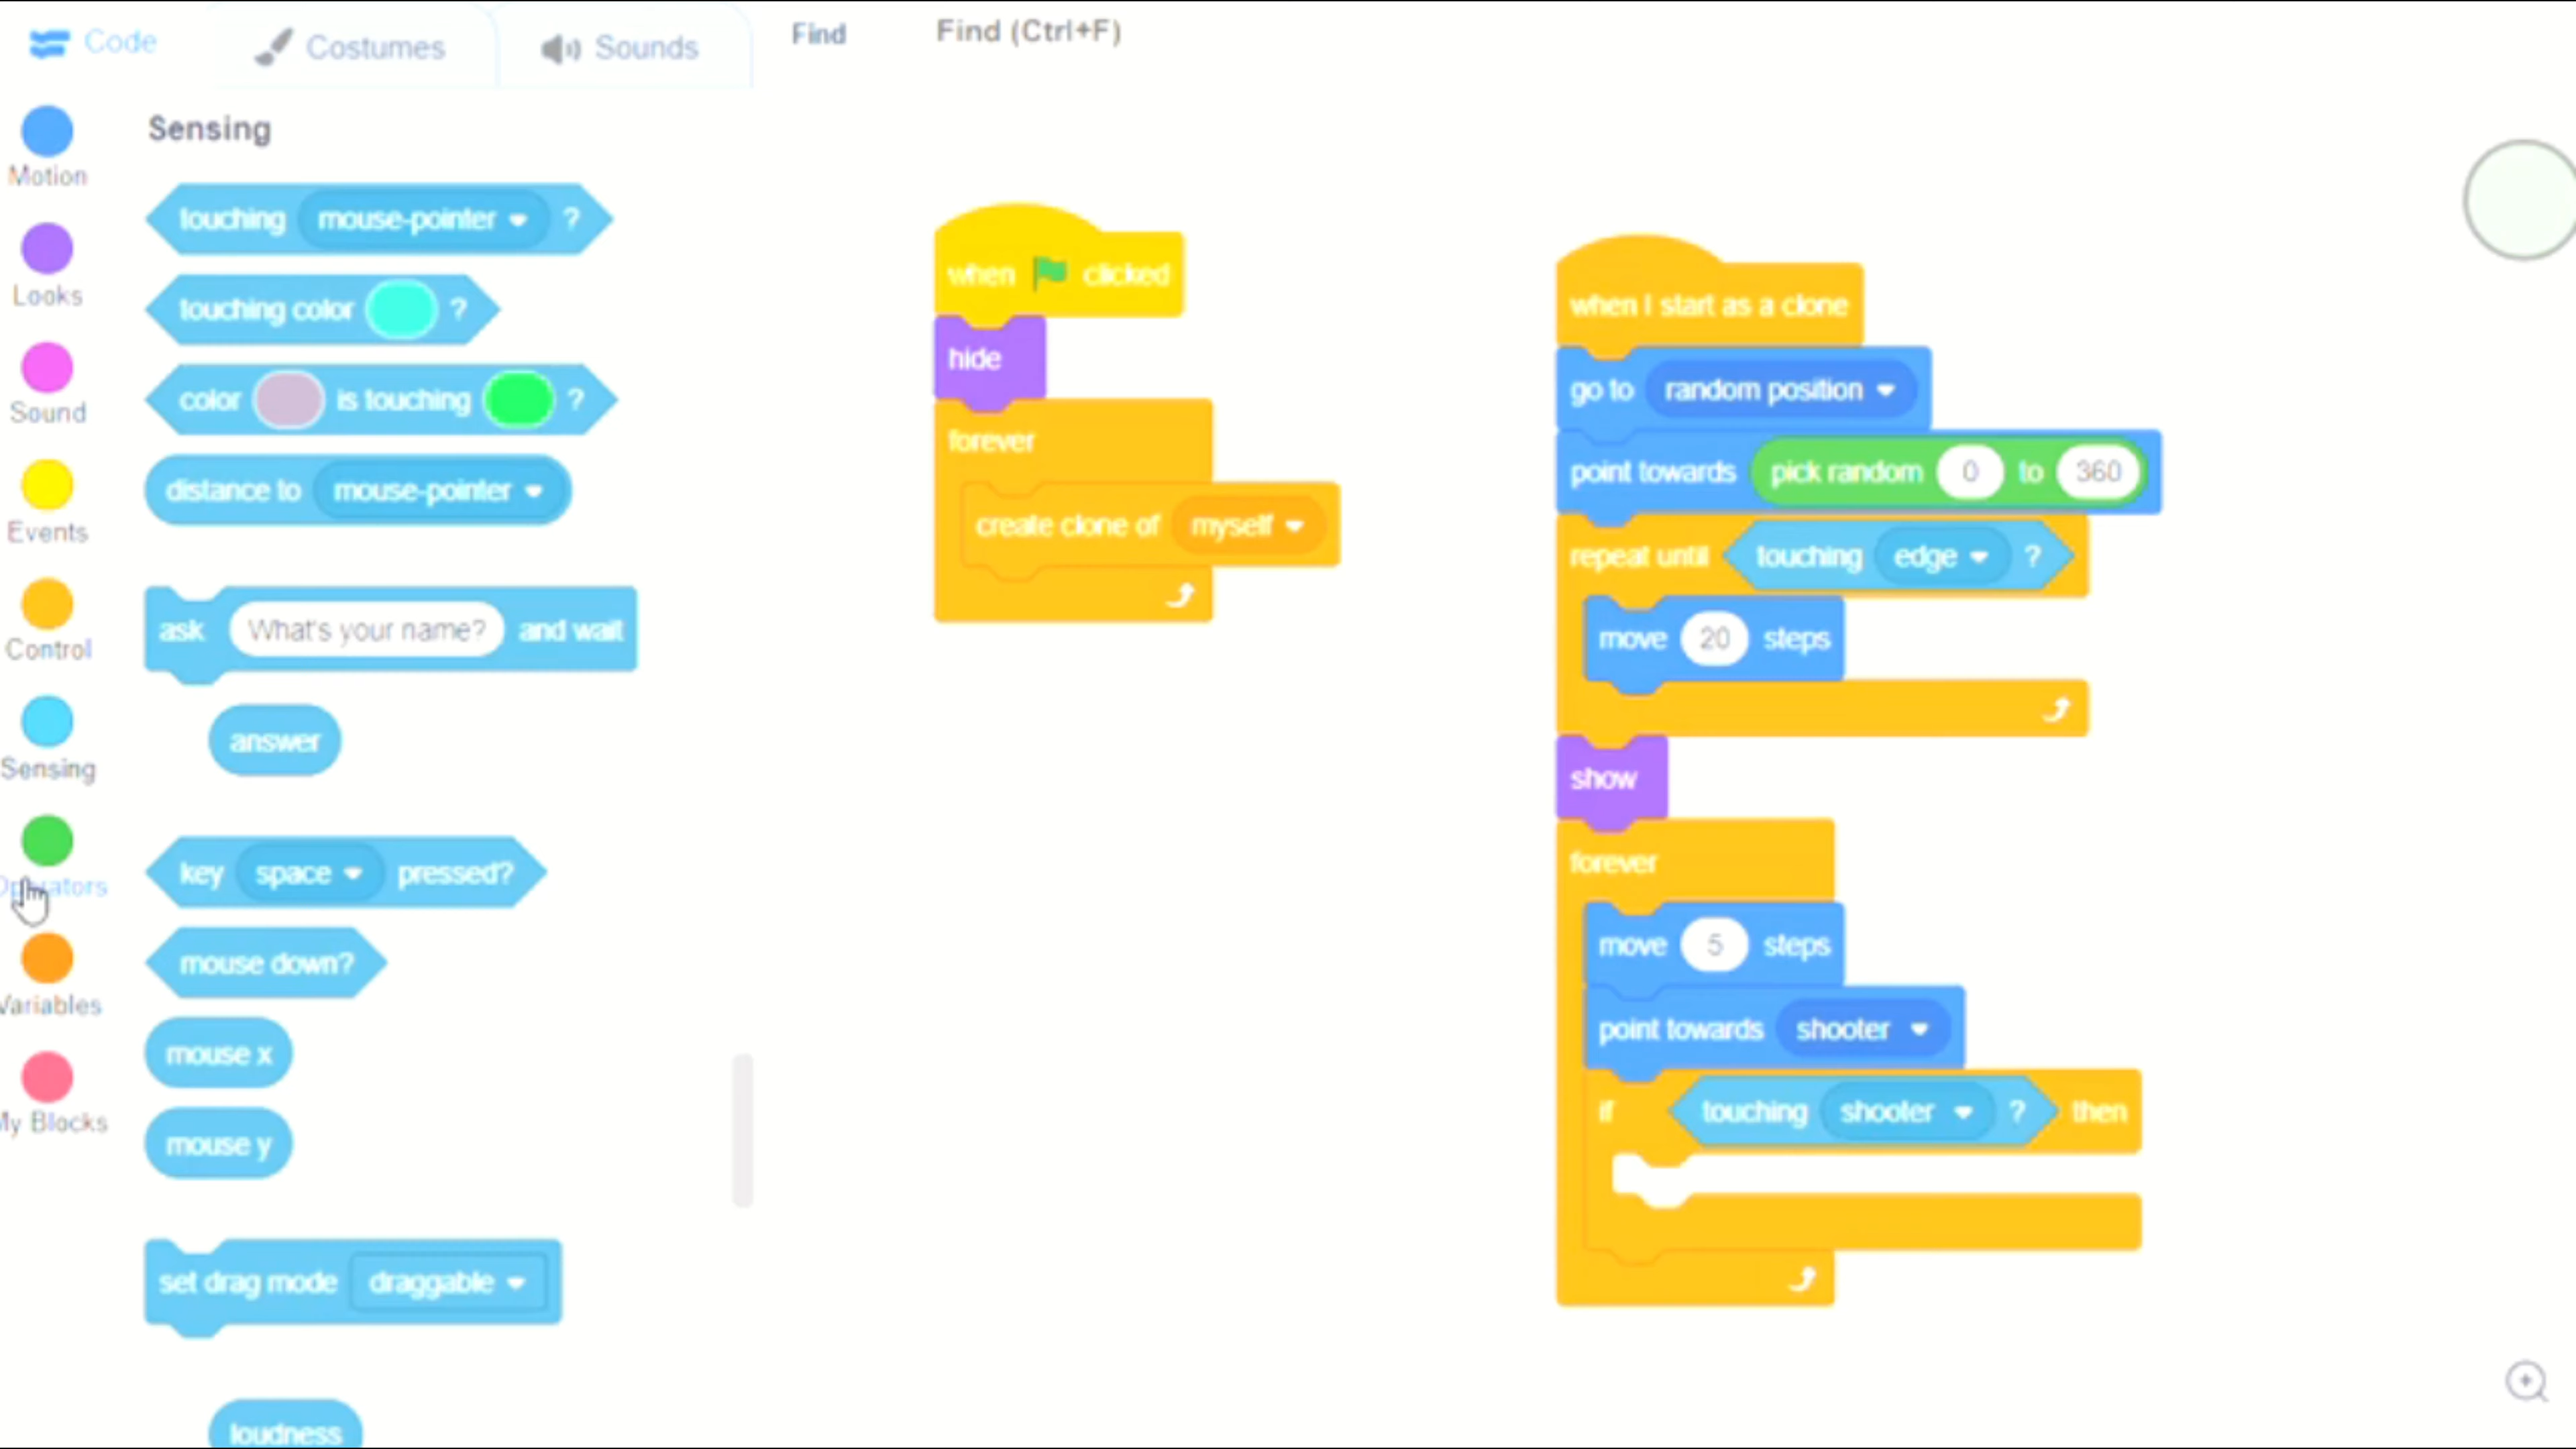 Code
Costumes
Sounds
Find
Find (Ctrl+F)
Motion
Looks
Sound
Events
Control
Sensing
Operators
Variables
My Blocks
Sensing
touching mouse-pointer ?
touching color ?
color is touching ?
distance to mouse-pointer
ask What's your name? and wait
answer
key space pressed?
mouse down?
mouse x
mouse y
set drag mode draggable
loudness
when clicked
hide
forever
create clone of myself
when I start as a clone
go to random position
point towards pick random 0 to 360
repeat until touching edge ?
move 20 steps
show
forever
move 5 steps
point towards shooter
if touching shooter ? then